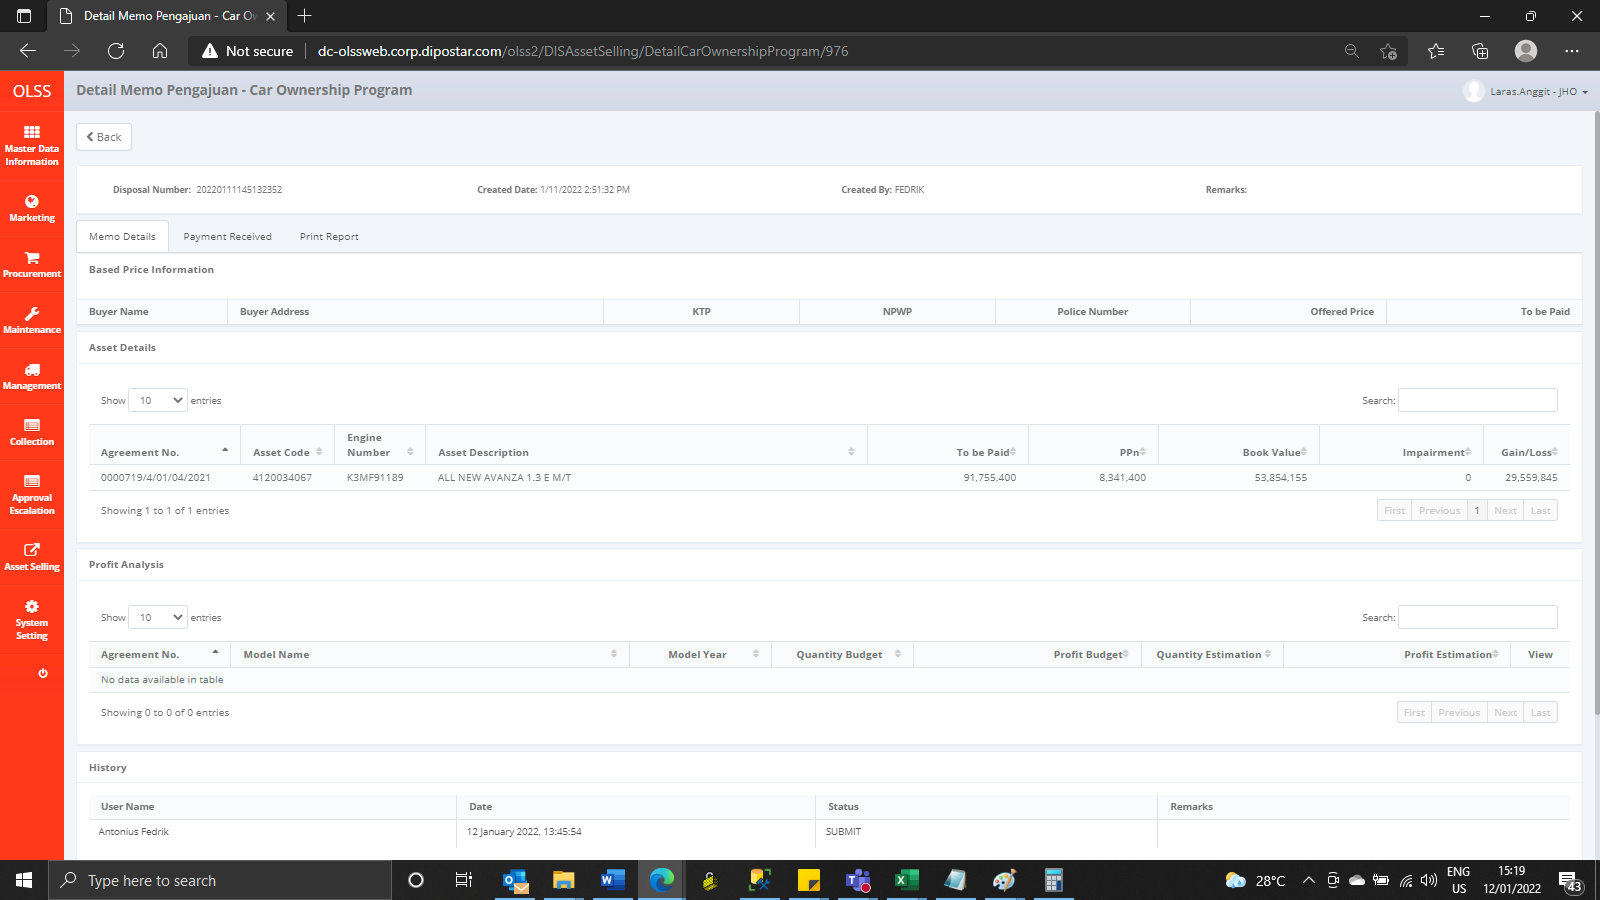 Detail Memo Pengajuan - Car Ow
Not secure
dc-olssweb.corp.dipostar.com/olss2/DISAssetSelling/DetailCarOwnershipProgram/976
OLSS
Detail Memo Pengajuan - Car Ownership Program
Laras.Anggit - JHO
Master Data
Information
Marketing
Procurement
Maintenance
Management
Collection
Approval
Escalation
Asset Selling
System
Setting
Back
Disposal Number: 20220111145132352
Created Date: 1/11/2022 2:51:32 PM
Created By: FEDRIK
Remarks:
Memo Details
Payment Received
Print Report
Based Price Information
Buyer Name Buyer Address KTP NPWP Police Number Offered Price To be Paid
Asset Details
Show 10 entries
Search:
Agreement No. Asset Code Engine Number Asset Description To be Paid PPn Book Value Impairment Gain/Loss
0000719/4/01/04/2021 4120034067 K3MF91189 ALL NEW AVANZA 1.3 E M/T 91,755,400 8,341,400 53,854,155 0 29,559,845
Showing 1 to 1 of 1 entries
First Previous 1 Next Last
Profit Analysis
Show 10 entries
Search:
Agreement No. Model Name Model Year Quantity Budget Profit Budget Quantity Estimation Profit Estimation View
No data available in table
Showing 0 to 0 of 0 entries
First Previous Next Last
History
User Name Date Status Remarks
Antonius Fedrik 12 January 2022, 13:45:54 SUBMIT
Type here to search
28°C
ENG
US
15:19
12/01/2022
43